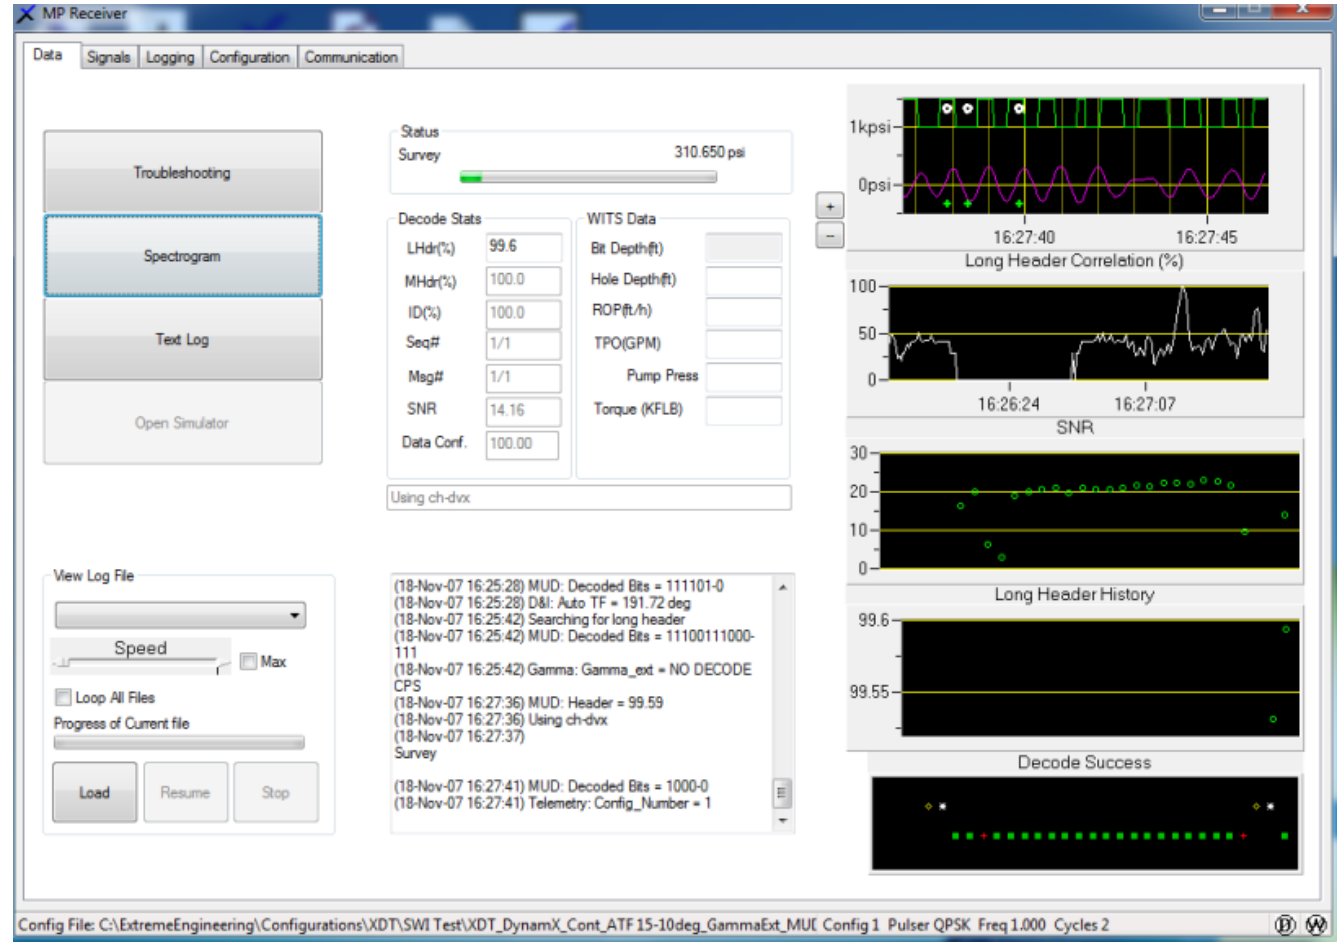 MP Receiver
Data Signals Logging Configuration Communication
Troubleshooting
Spectrogram
Text Log
Open Simulator
Status
Survey 310.650 psi
Decode Stats
LHdr(%) 99.6
MHdr(%) 100.0
ID(%) 100.0
Seq# 1/1
Msg# 1/1
SNR 14.16
Data Conf. 100.00
WITS Data
Bit Depth(ft)
Hole Depth(ft)
ROP(ft/h)
TPO(GPM)
Pump Press
Torque (KFLB)
Using ch-dvx
View Log File
Speed
Max
Loop All Files
Progress of Current file
Load Resume Stop
(18-Nov-07 16:25:28) MUD: Decoded Bits = 111101-0
(18-Nov-07 16:25:28) D&I: Auto TF = 191.72 deg
(18-Nov-07 16:25:42) Searching for long header
(18-Nov-07 16:25:42) MUD: Decoded Bits = 11100111000-
111
(18-Nov-07 16:25:42) Gamma: Gamma_ext = NO DECODE
CPS
(18-Nov-07 16:27:36) MUD: Header = 99.59
(18-Nov-07 16:27:36) Using ch-dvx
(18-Nov-07 16:27:37)
Survey
(18-Nov-07 16:27:41) MUD: Decoded Bits = 1000-0
(18-Nov-07 16:27:41) Telemetry: Config_Number = 1
+
−
1kpsi
0psi
16:27:40 16:27:45
Long Header Correlation (%)
100
50
0
16:26:24 16:27:07
SNR
30
20
10
0
Long Header History
99.6
99.55
Decode Success
Config File: C:\ExtremeEngineering\Configurations\XDT\SWI Test\XDT_DynamX_Cont_ATF 15-10deg_GammaExt_MUI Config 1 Pulser QPSK Freq 1.000 Cycles 2 D W